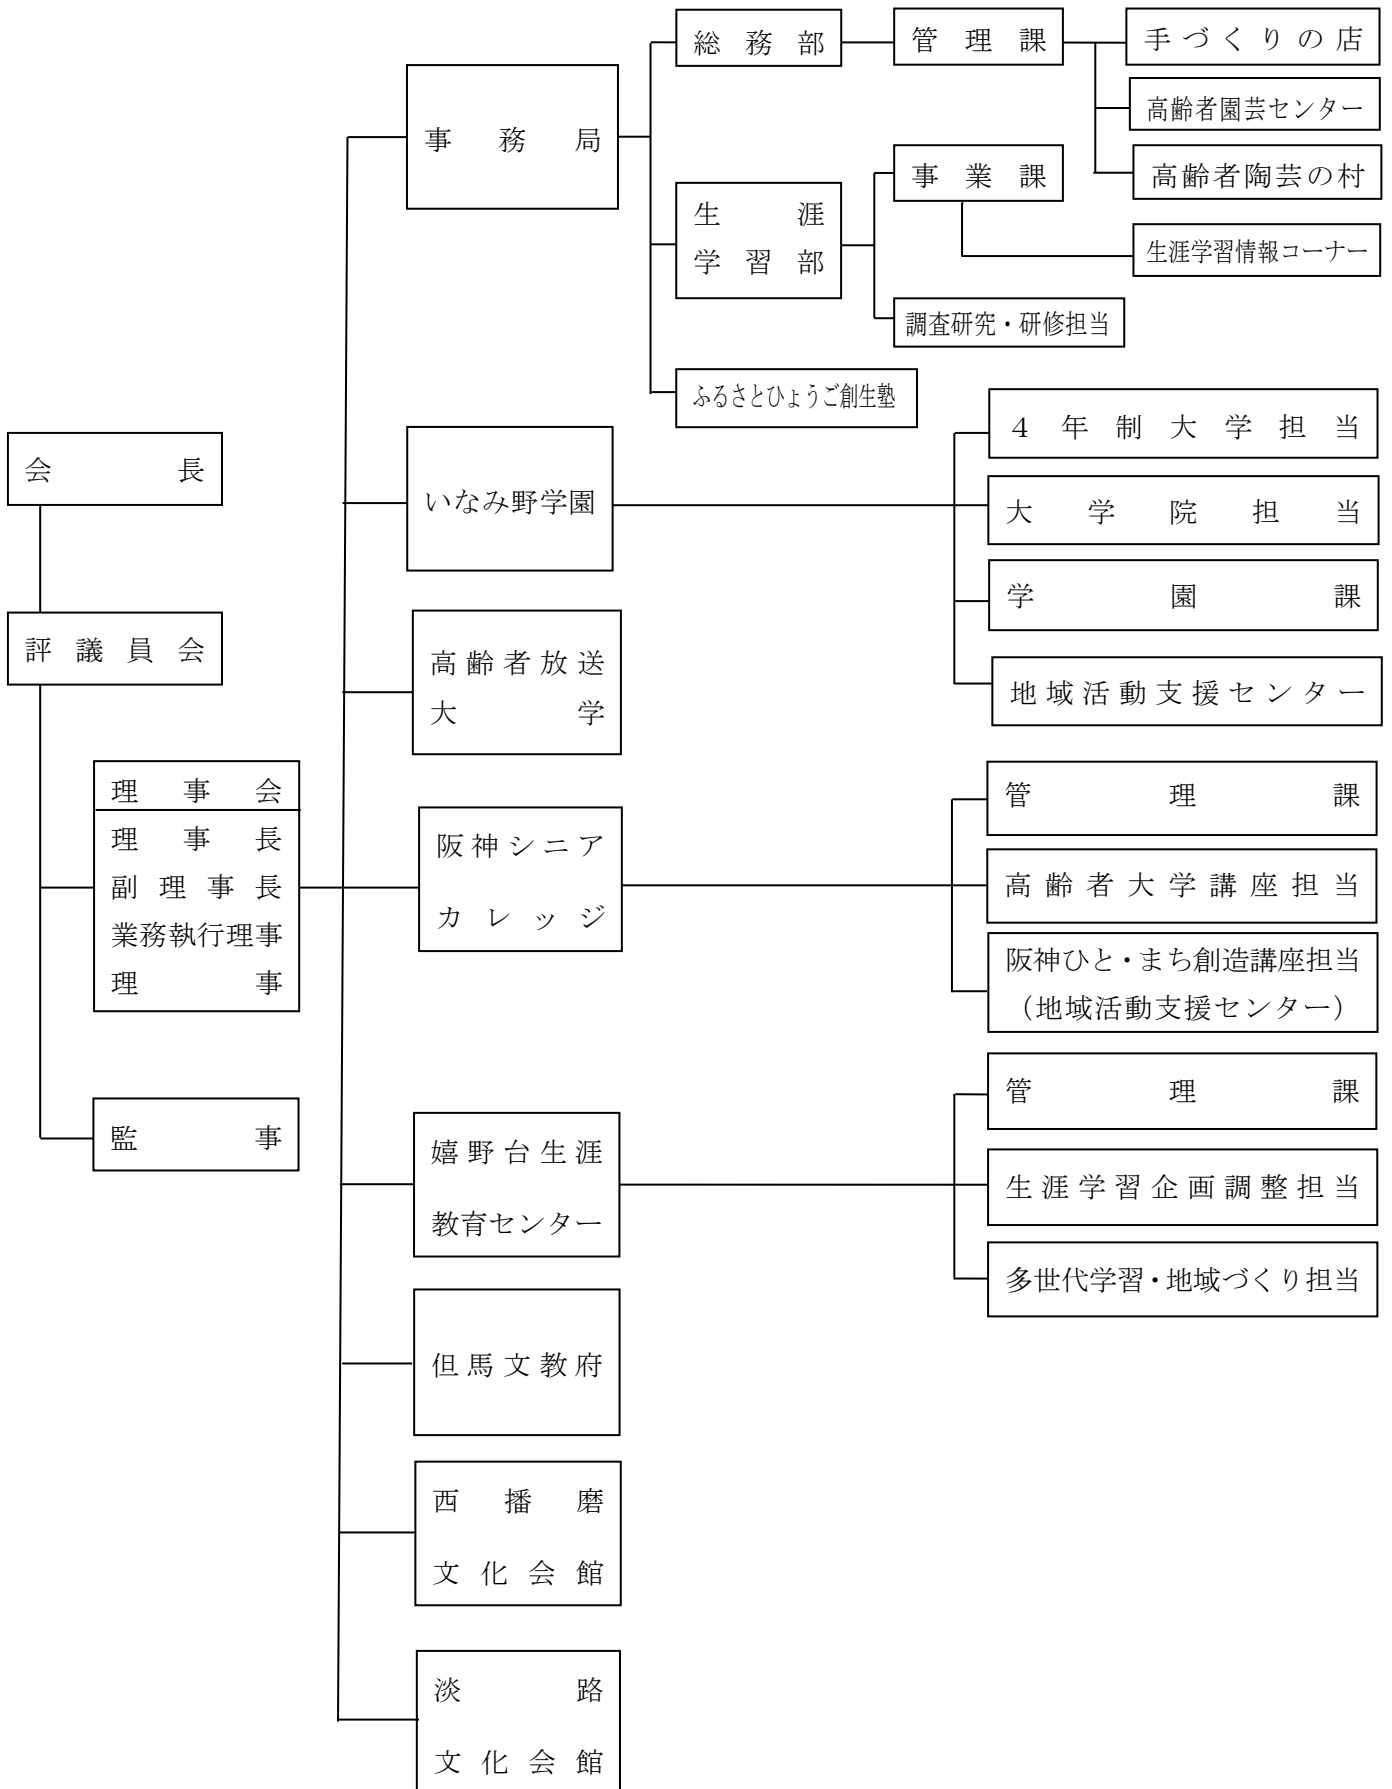 会長
評議員会
理事会
理事長
副理事長
業務執行理事
理事
監事
事務局
総務部
管理課
手づくりの店
高齢者園芸センター
高齢者陶芸の村
生涯
学習部
事業課
生涯学習情報コーナー
調査研究・研修担当
ふるさとひょうご創生塾
いなみ野学園
4年制大学担当
大学院担当
学園課
地域活動支援センター
高齢者放送
大学
阪神シニア
カレッジ
管理課
高齢者大学講座担当
阪神ひと・まち創造講座担当
（地域活動支援センター）
嬉野台生涯
教育センター
管理課
生涯学習企画調整担当
多世代学習・地域づくり担当
但馬文教府
西播磨
文化会館
淡路
文化会館